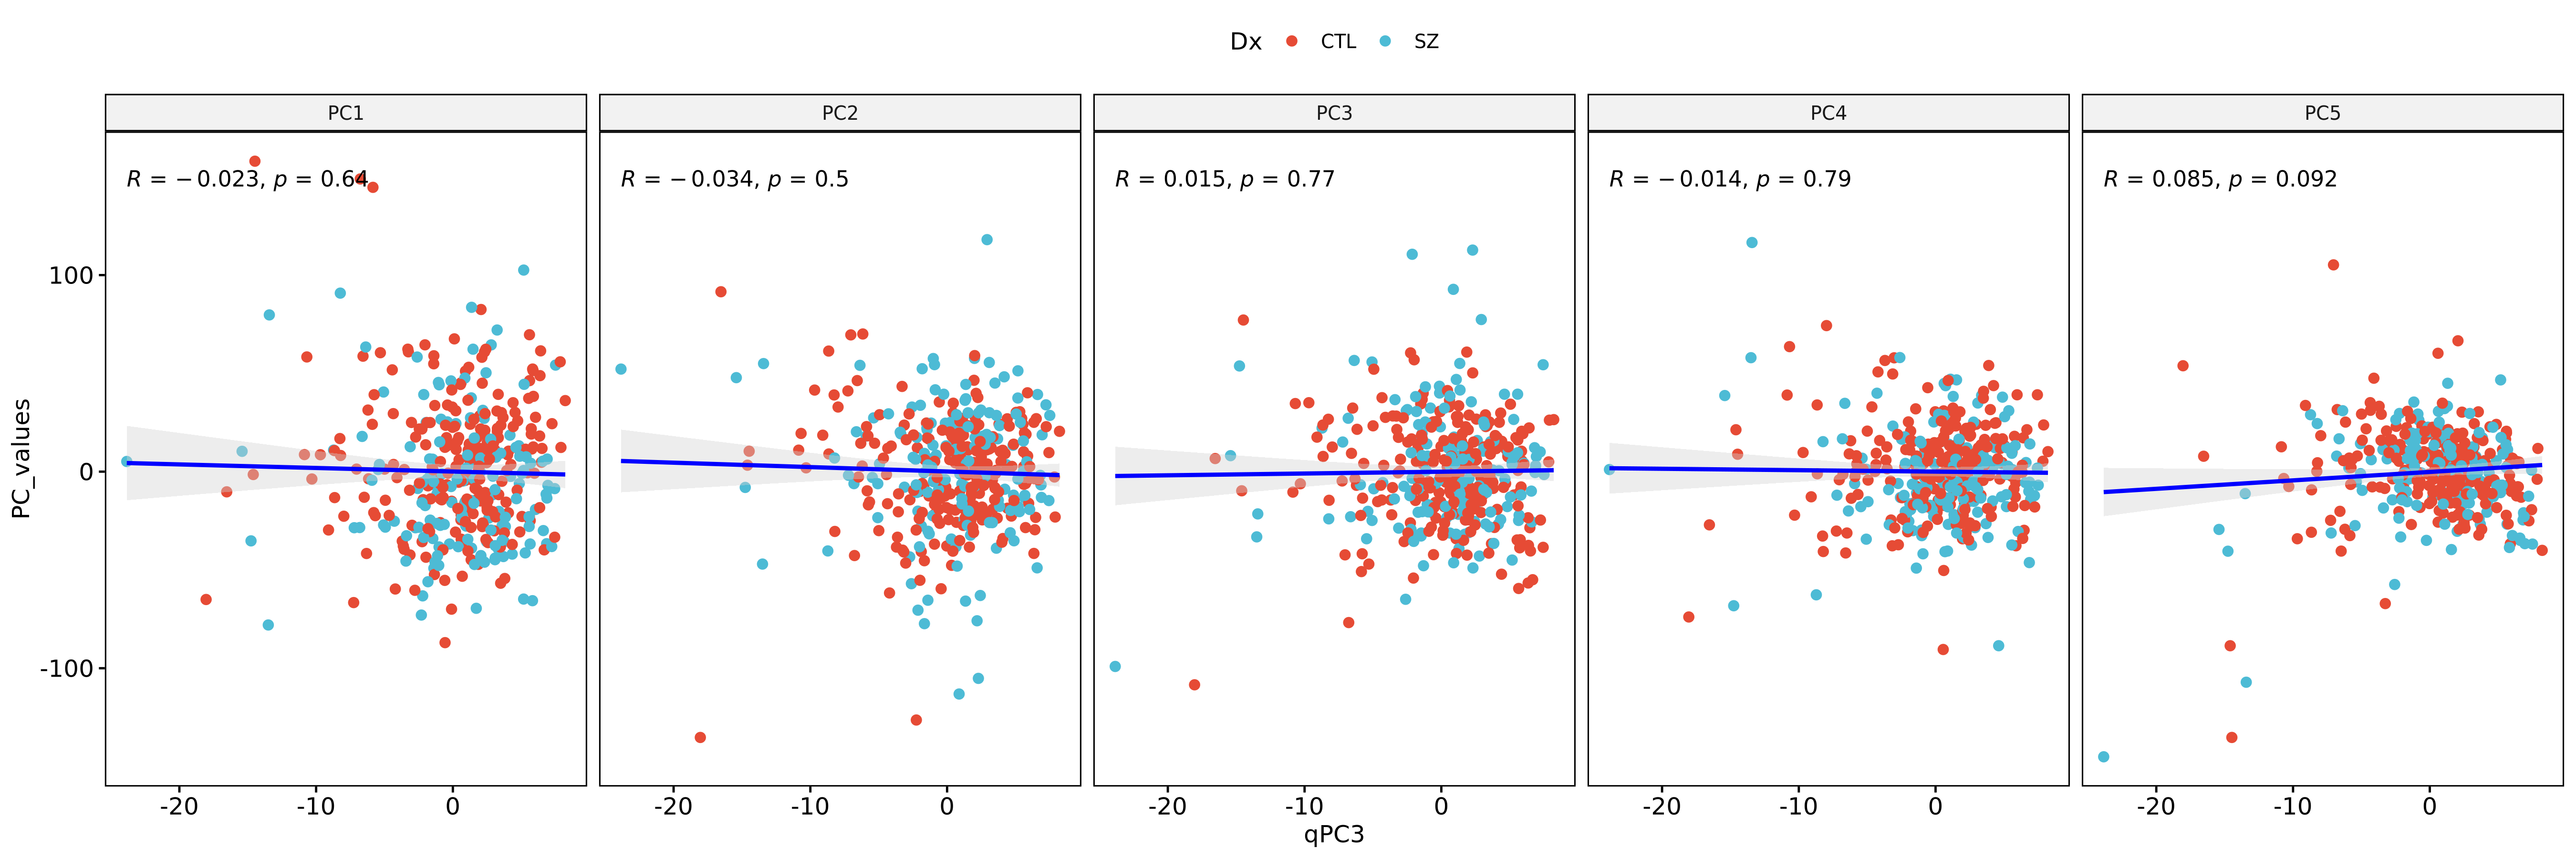 Dx CTL SZ
PC1 PC2 PC3 PC4 PC5
R = −0.023, p = 0.64 R = −0.034, p = 0.5 R = 0.015, p = 0.77 R = −0.014, p = 0.79 R = 0.085, p = 0.092
PC_values
100
0
-100
-20 -10 0 -20 -10 0 -20 -10 0 -20 -10 0 -20 -10 0
qPC3